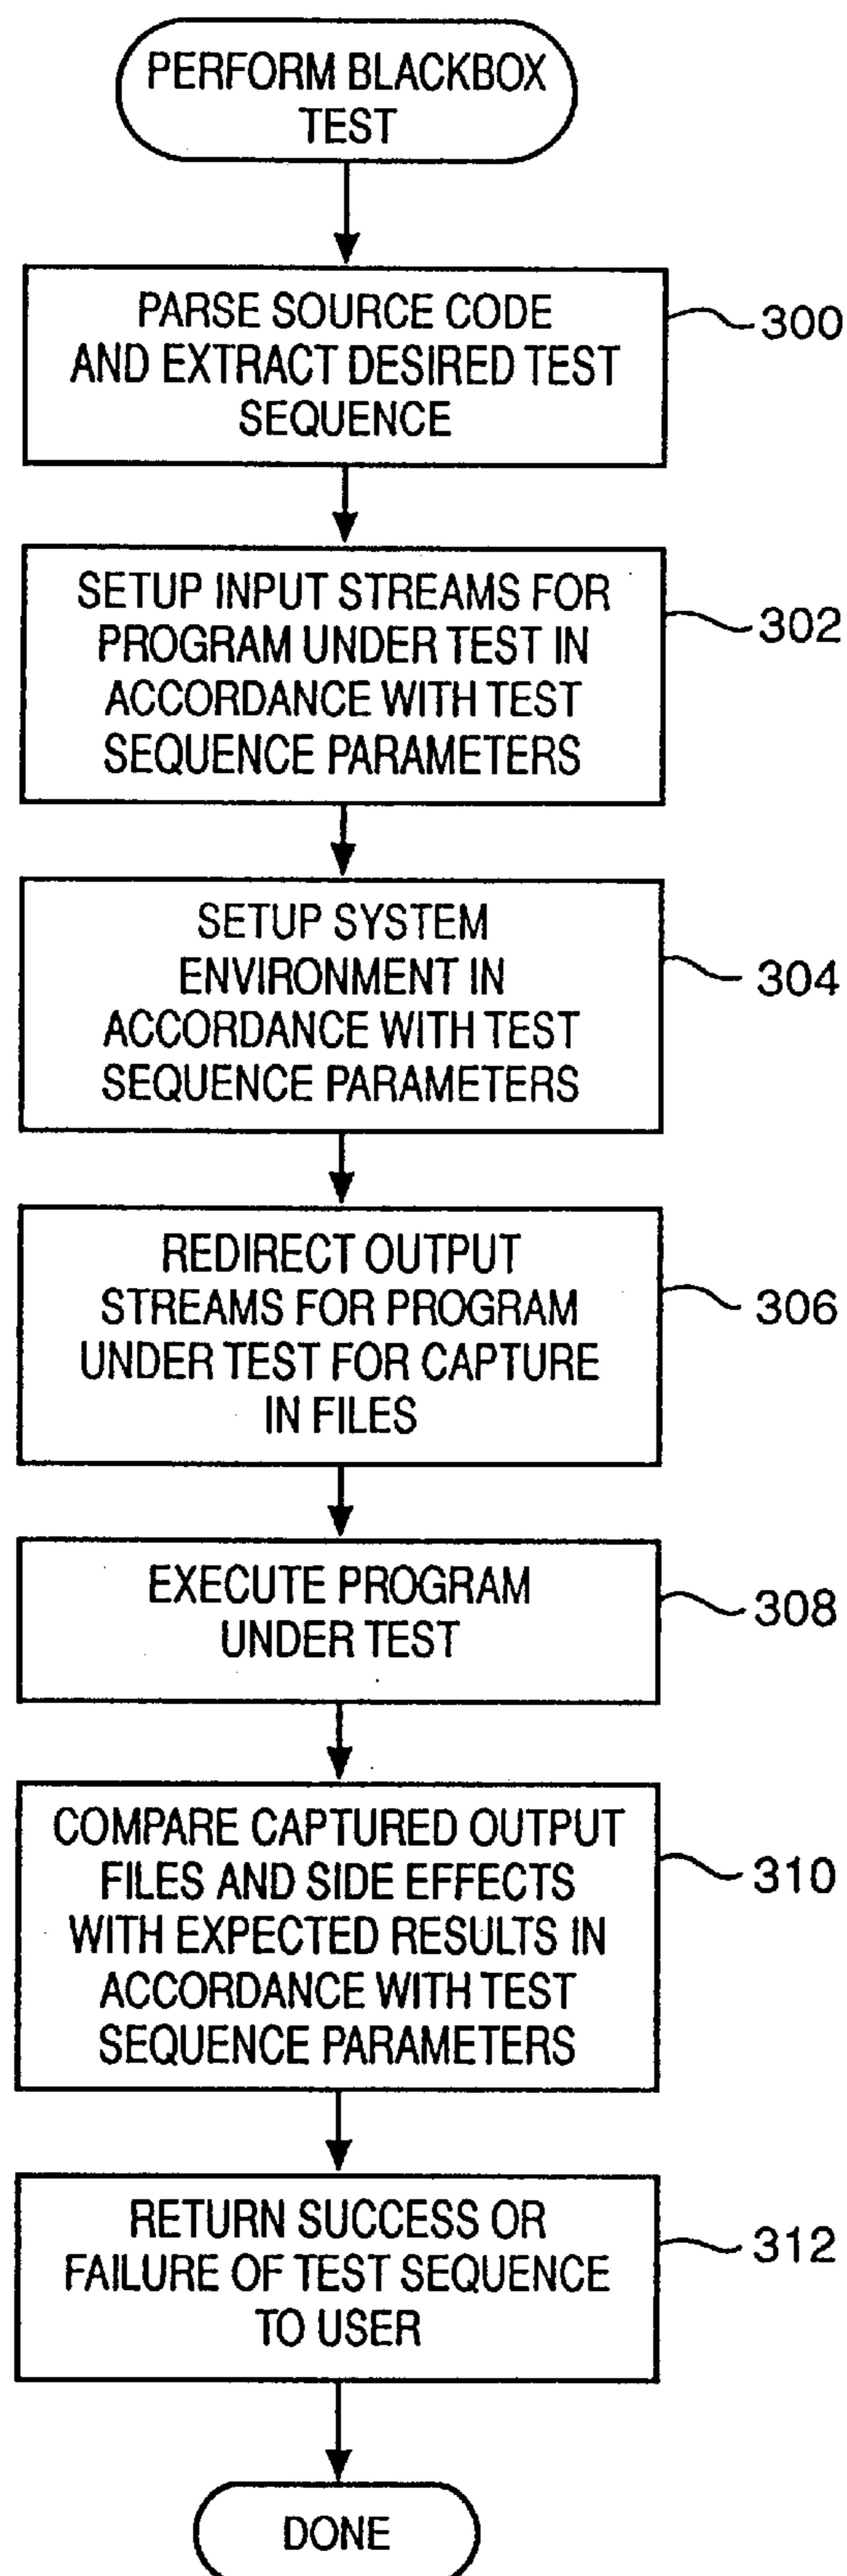 PERFORM BLACKBOX
TEST
PARSE SOURCE CODE
AND EXTRACT DESIRED TEST
SEQUENCE
300
SETUP INPUT STREAMS FOR
PROGRAM UNDER TEST IN
ACCORDANCE WITH TEST
SEQUENCE PARAMETERS
302
SETUP SYSTEM
ENVIRONMENT IN
ACCORDANCE WITH TEST
SEQUENCE PARAMETERS
304
REDIRECT OUTPUT
STREAMS FOR PROGRAM
UNDER TEST FOR CAPTURE
IN FILES
306
EXECUTE PROGRAM
UNDER TEST
308
COMPARE CAPTURED OUTPUT
FILES AND SIDE EFFECTS
WITH EXPECTED RESULTS IN
ACCORDANCE WITH TEST
SEQUENCE PARAMETERS
310
RETURN SUCCESS OR
FAILURE OF TEST SEQUENCE
TO USER
312
DONE